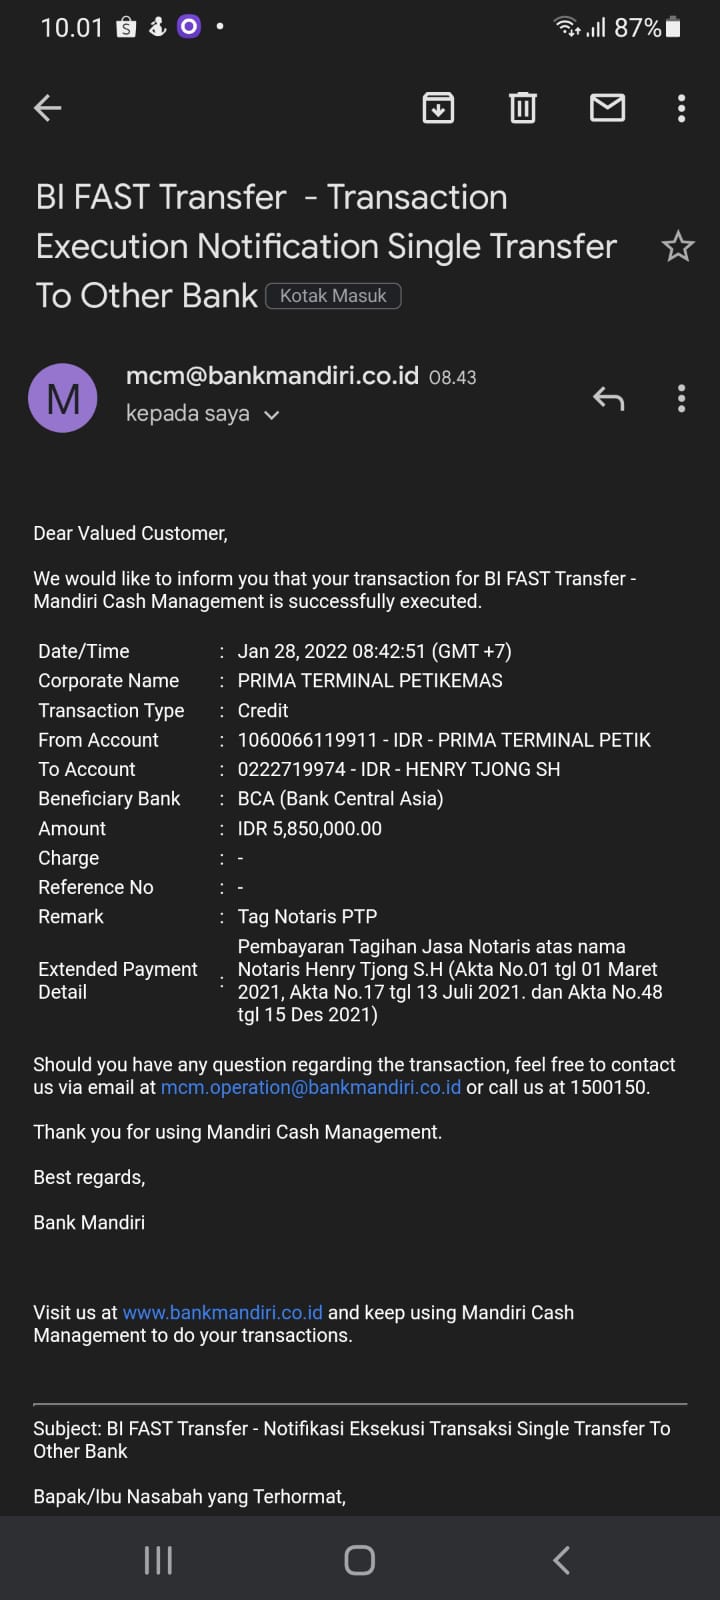 10.01 87%
BI FAST Transfer - Transaction
Execution Notification Single Transfer
To Other Bank Kotak Masuk
M
mcm@bankmandiri.co.id 08.43
kepada saya
Dear Valued Customer,
We would like to inform you that your transaction for BI FAST Transfer -
Mandiri Cash Management is successfully executed.
Date/Time : Jan 28, 2022 08:42:51 (GMT +7)
Corporate Name : PRIMA TERMINAL PETIKEMAS
Transaction Type : Credit
From Account : 1060066119911 - IDR - PRIMA TERMINAL PETIK
To Account : 0222719974 - IDR - HENRY TJONG SH
Beneficiary Bank : BCA (Bank Central Asia)
Amount : IDR 5,850,000.00
Charge : -
Reference No : -
Remark : Tag Notaris PTP
Extended Payment Detail : Pembayaran Tagihan Jasa Notaris atas nama
Notaris Henry Tjong S.H (Akta No.01 tgl 01 Maret
2021, Akta No.17 tgl 13 Juli 2021. dan Akta No.48
tgl 15 Des 2021)
Should you have any question regarding the transaction, feel free to contact
us via email at mcm.operation@bankmandiri.co.id or call us at 1500150.
Thank you for using Mandiri Cash Management.
Best regards,
Bank Mandiri
Visit us at www.bankmandiri.co.id and keep using Mandiri Cash
Management to do your transactions.
Subject: BI FAST Transfer - Notifikasi Eksekusi Transaksi Single Transfer To
Other Bank
Bapak/Ibu Nasabah yang Terhormat,